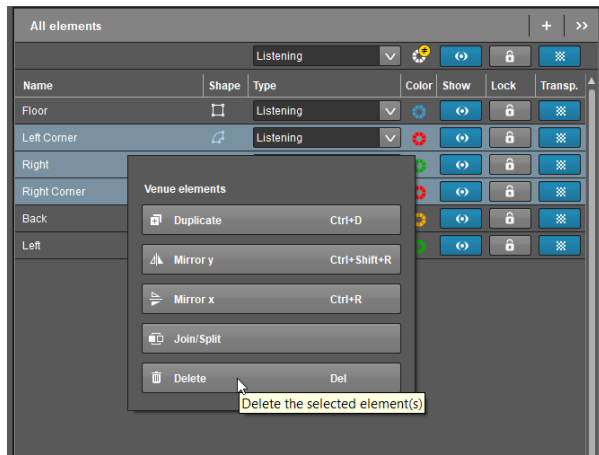 All elements + >>
Listening
Name Shape Type Color Show Lock Transp.
Floor Listening
Left Corner Listening
Right
Right Corner
Back
Left
Venue elements
Duplicate Ctrl+D
Mirror y Ctrl+Shift+R
Mirror x Ctrl+R
Join/Split
Delete Del
Delete the selected element(s)